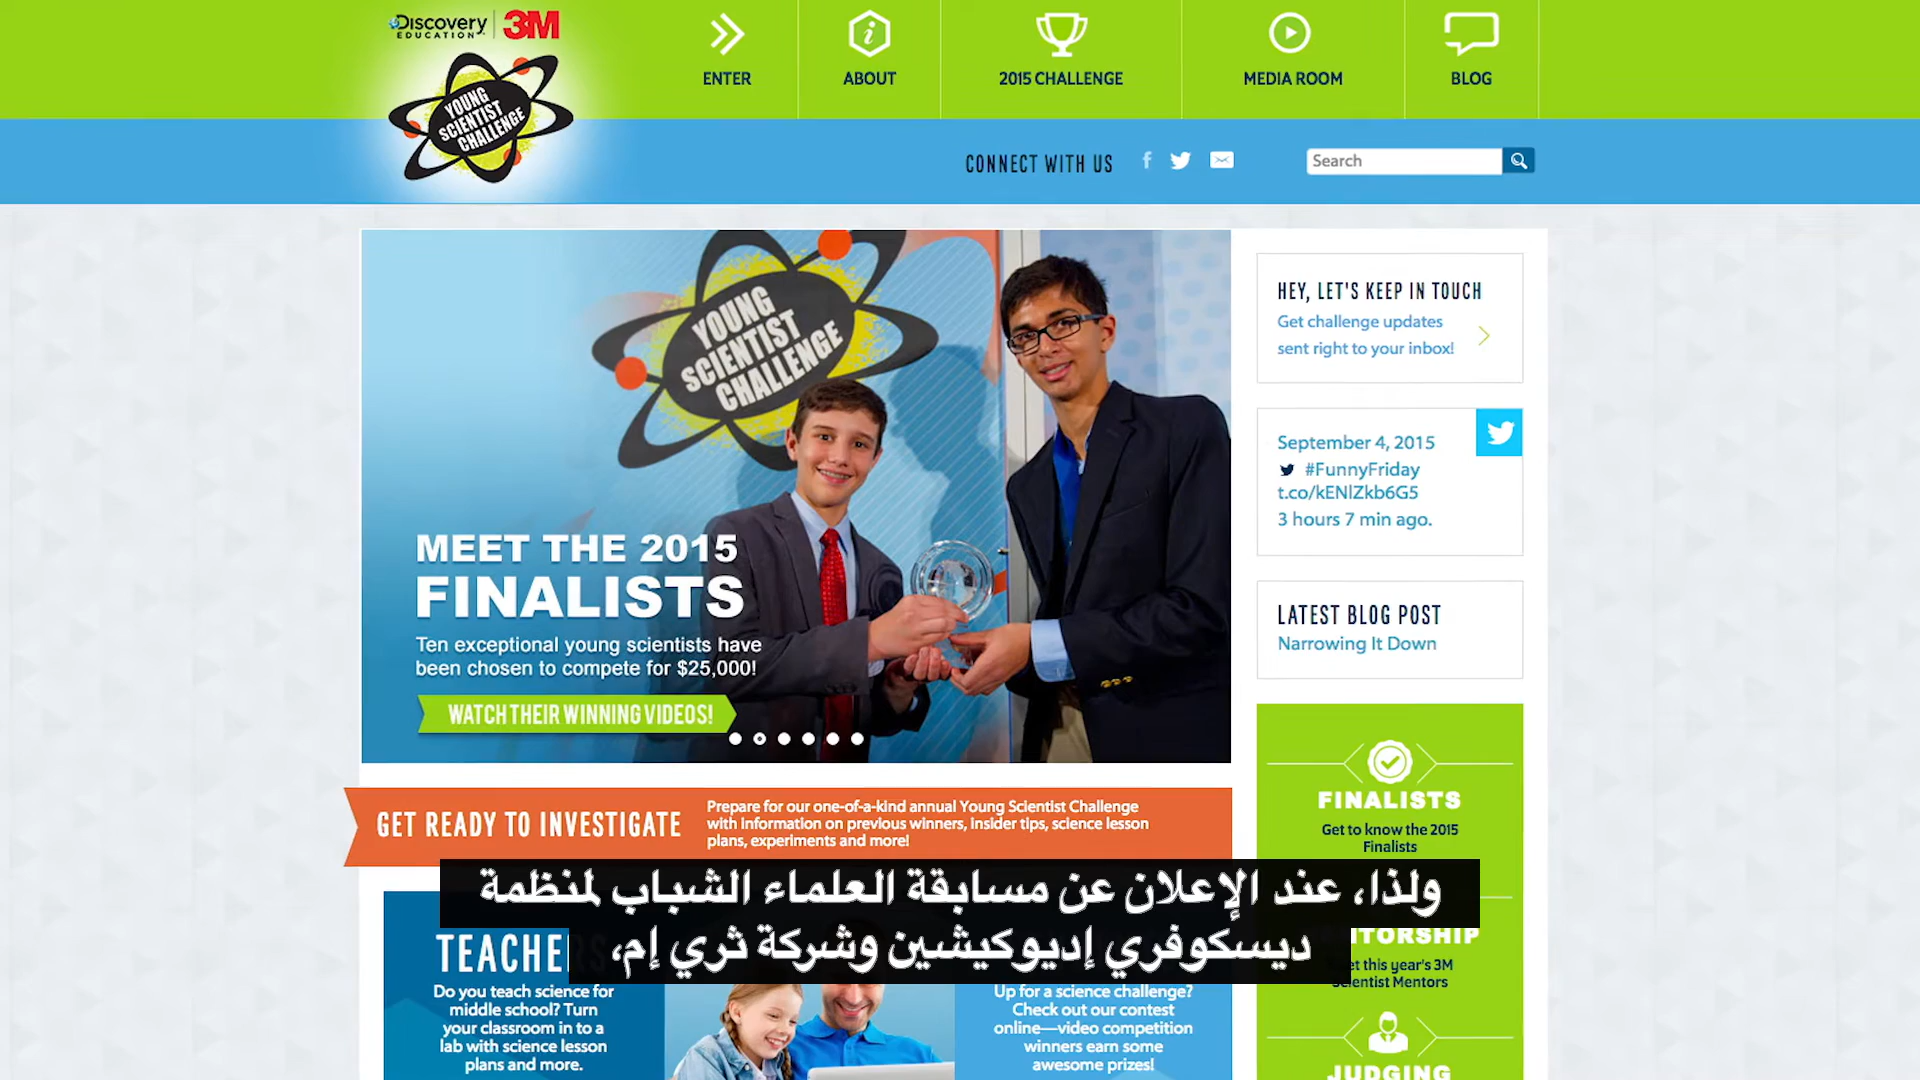 DISCOVERY
EDUCATION
3M
YOUNG
SCIENTIST
CHALLENGE
ENTER
ABOUT
2015 CHALLENGE
MEDIA ROOM
BLOG
CONNECT WITH US
Search
YOUNG
SCIENTIST
CHALLENGE
MEET THE 2015
FINALISTS
Ten exceptional young scientists have
been chosen to compete for $25,000!
WATCH THEIR WINNING VIDEOS!
HEY, LET'S KEEP IN TOUCH
Get challenge updates
sent right to your inbox!
September 4, 2015
#FunnyFriday
t.co/kENlZkb6G5
3 hours 7 min ago.
LATEST BLOG POST
Narrowing It Down
GET READY TO INVESTIGATE
Prepare for our one-of-a-kind annual Young Scientist Challenge
with information on previous winners, insider tips, science lesson
plans, experiments and more!
FINALISTS
Get to know the 2015
Finalists
ولذا، عند الإعلان عن مسابقة العلماء الشباب لمنظمة
ديسكوفري إديوكيشين وشركة ثري إم،
this year's 3M
Scientist Mentors
JUDGING
Do you teach science for
middle school? Turn
your classroom in to a
lab with science lesson
plans and more.
Up for a science challenge?
Check out our contest
online—video competition
winners earn some
awesome prizes!